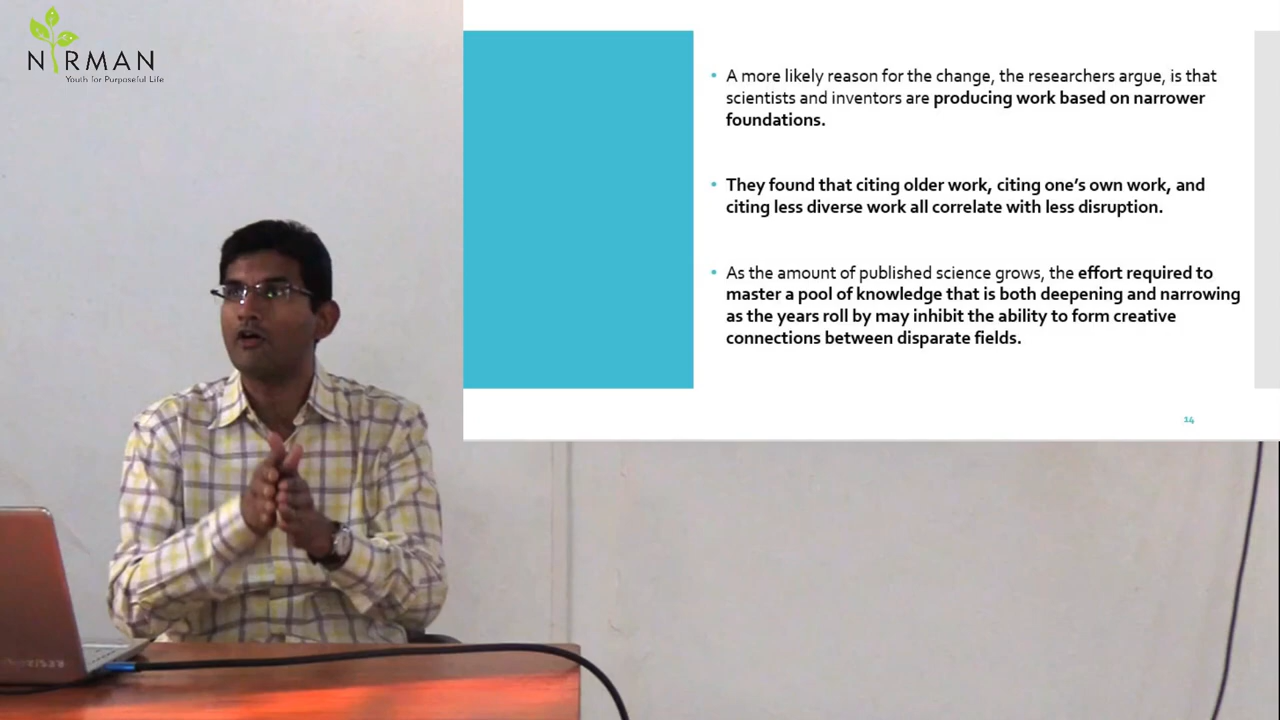 NIRMAN
Youth for Purposeful Life
• A more likely reason for the change, the researchers argue, is that
scientists and inventors are producing work based on narrower
foundations.
• They found that citing older work, citing one's own work, and
citing less diverse work all correlate with less disruption.
• As the amount of published science grows, the effort required to
master a pool of knowledge that is both deepening and narrowing
as the years roll by may inhibit the ability to form creative
connections between disparate fields.
14